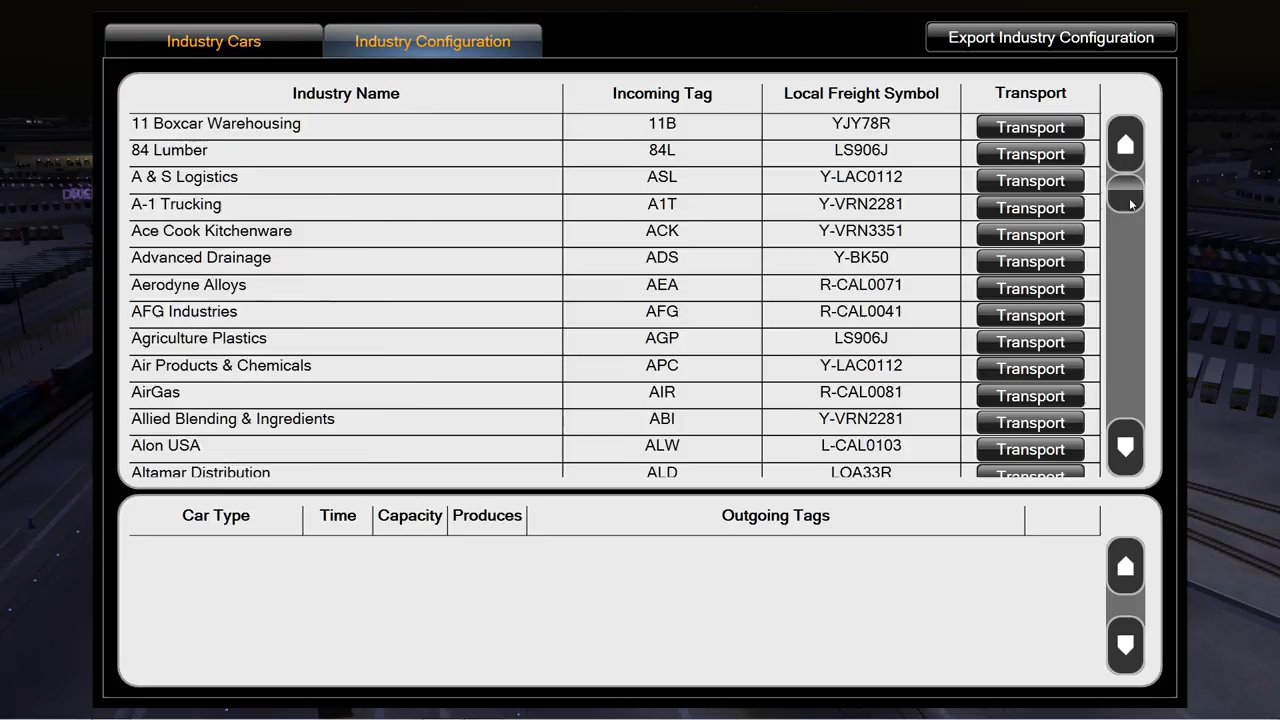 Industry Cars
Industry Configuration
Export Industry Configuration
Industry Name Incoming Tag Local Freight Symbol Transport
11 Boxcar Warehousing 11B YJY78R Transport
84 Lumber 84L LS906J Transport
A & S Logistics ASL Y-LAC0112 Transport
A-1 Trucking A1T Y-VRN2281 Transport
Ace Cook Kitchenware ACK Y-VRN3351 Transport
Advanced Drainage ADS Y-BK50 Transport
Aerodyne Alloys AEA R-CAL0071 Transport
AFG Industries AFG R-CAL0041 Transport
Agriculture Plastics AGP LS906J Transport
Air Products & Chemicals APC Y-LAC0112 Transport
AirGas AIR R-CAL0081 Transport
Allied Blending & Ingredients ABI Y-VRN2281 Transport
Alon USA ALW L-CAL0103 Transport
Altamar Distribution ALD LOA33R Transport
Car Type Time Capacity Produces Outgoing Tags